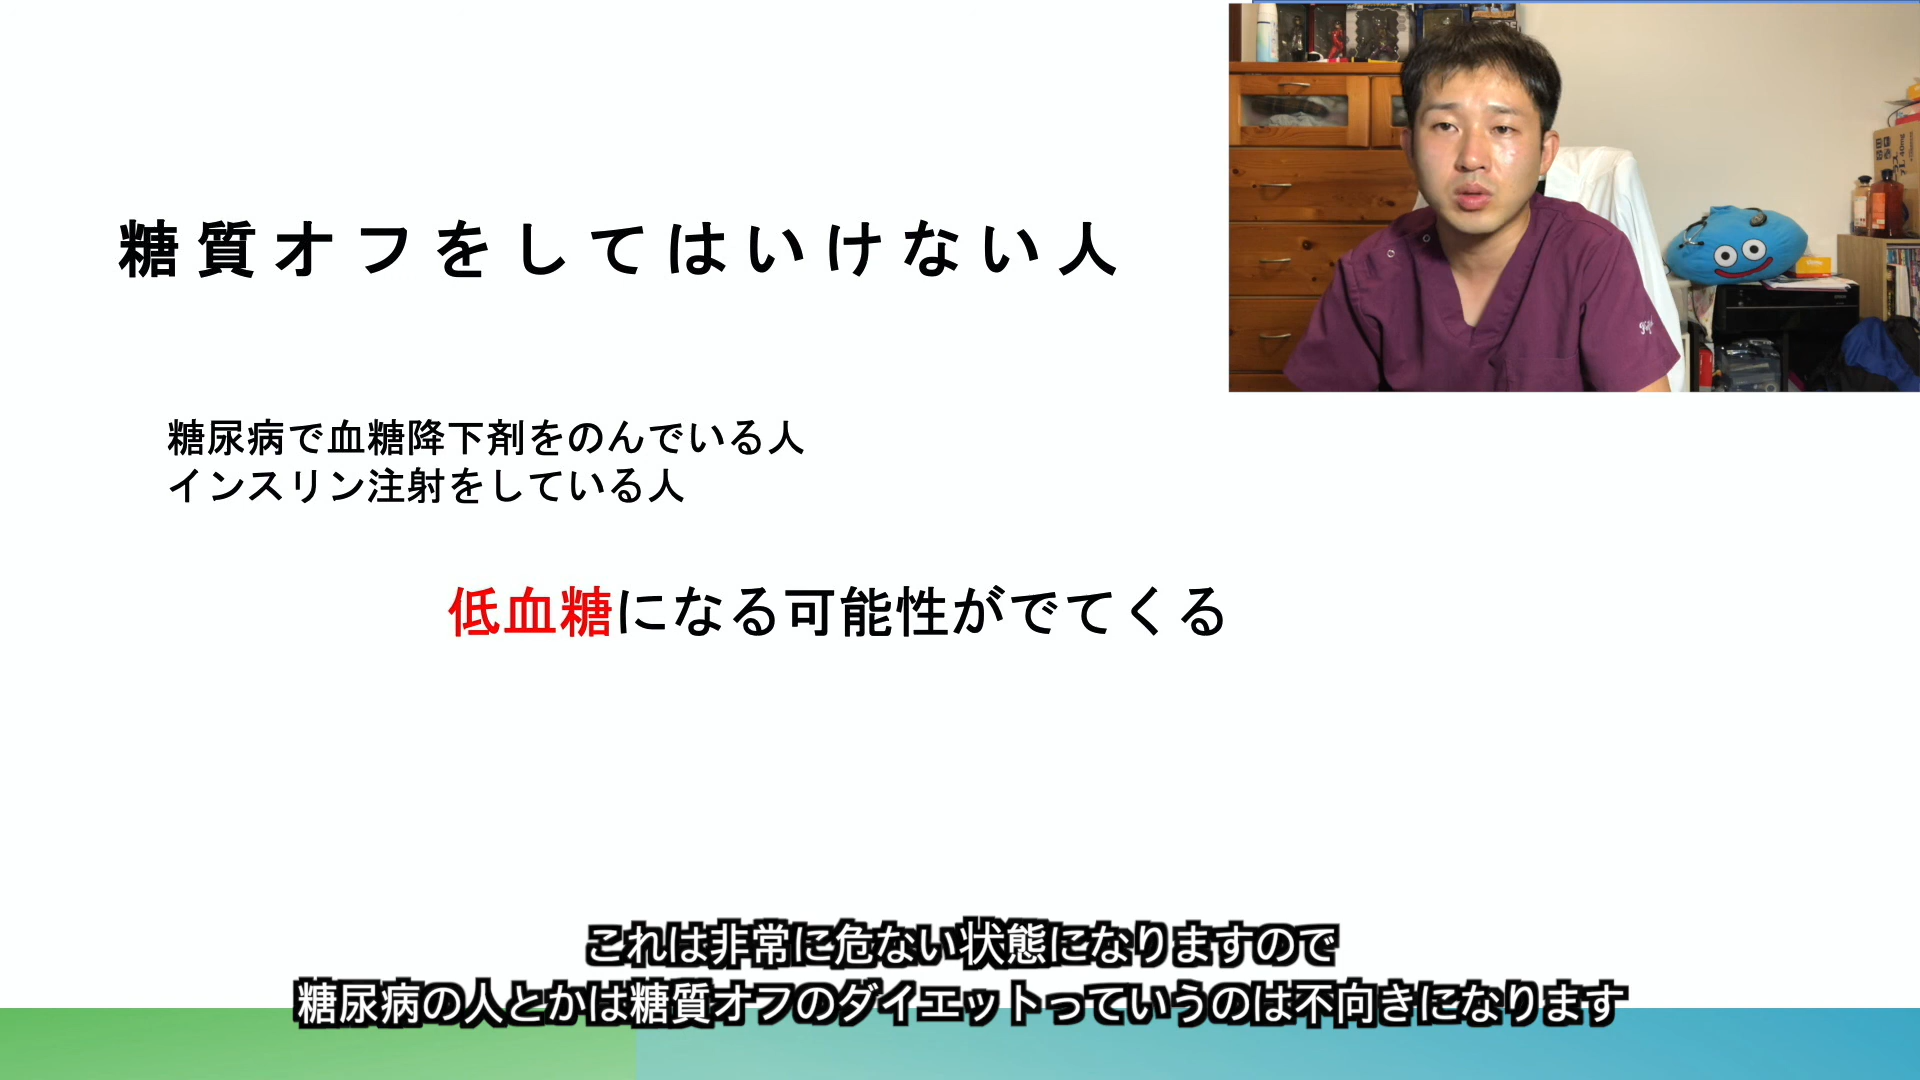 糖質オフをしてはいけない人
糖尿病で血糖降下剤をのんでいる人
インスリン注射をしている人
低血糖になる可能性がでてくる
これは非常に危ない状態になりますので
糖尿病の人とかは糖質オフのダイエットっていうのは不向きになります